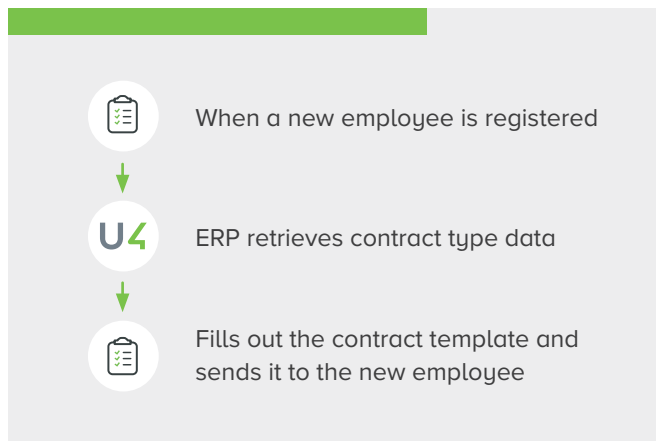 When a new employee is registered
U4
ERP retrieves contract type data
Fills out the contract template and
sends it to the new employee